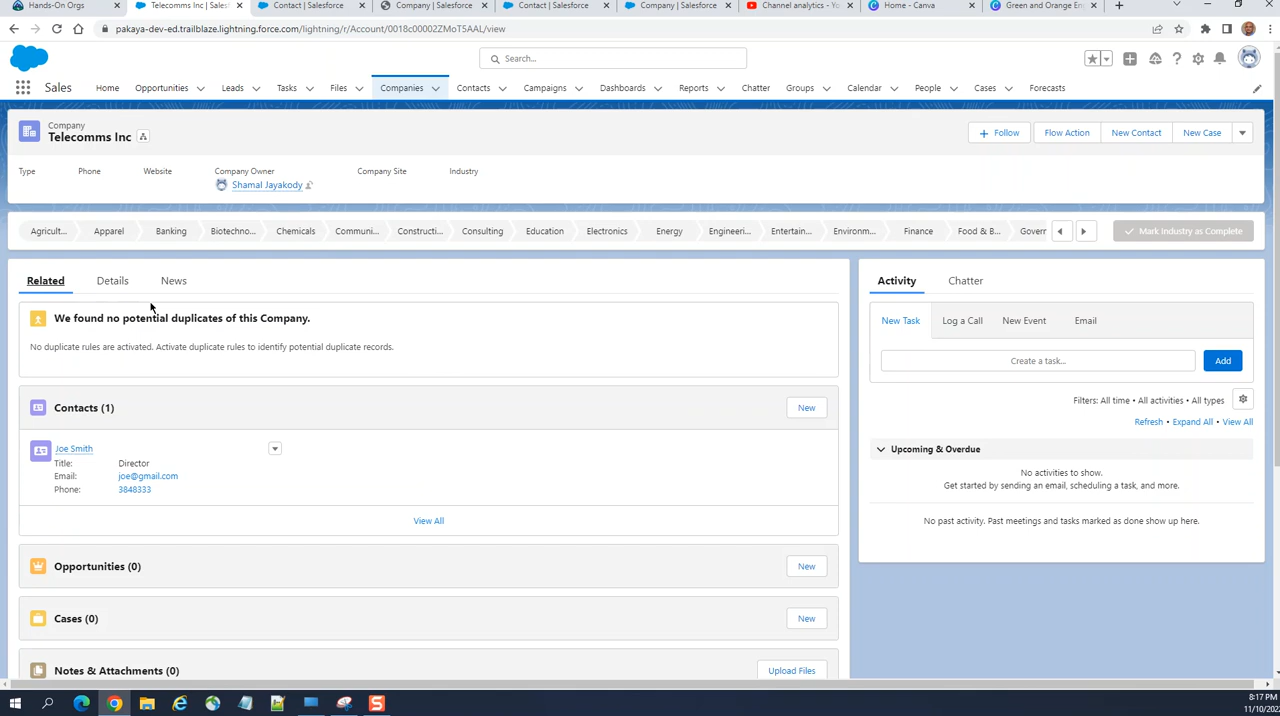 Hands-On Orgs
Telecomms Inc | Sales
Contact | Salesforce
Company | Salesforce
Contact | Salesforce
Company | Salesforce
Channel analytics - Yo
Home - Canva
Green and Orange En
pakaya-dev-ed.trailblaze.lightning.force.com/lightning/r/Account/0018c00002ZMoT5AAL/view
Search...
Sales Home Opportunities Leads Tasks Files Companies Contacts Campaigns Dashboards Reports Chatter Groups Calendar People Cases Forecasts
Company
Telecomms Inc
Follow Flow Action New Contact New Case
Type Phone Website Company Owner Company Site Industry
Shamal Jayakody
Agricult... Apparel Banking Biotechno... Chemicals Communi... Constructi... Consulting Education Electronics Energy Engineeri... Entertain... Environm... Finance Food & B... Govern Mark Industry as Complete
Related Details News
We found no potential duplicates of this Company.
No duplicate rules are activated. Activate duplicate rules to identify potential duplicate records.
Contacts (1) New
Joe Smith
Title: Director
Email: joe@gmail.com
Phone: 3848333
View All
Opportunities (0) New
Cases (0) New
Notes & Attachments (0) Upload Files
Activity Chatter
New Task Log a Call New Event Email
Create a task... Add
Filters: All time • All activities • All types
Refresh • Expand All • View All
Upcoming & Overdue
No activities to show.
Get started by sending an email, scheduling a task, and more.
No past activity. Past meetings and tasks marked as done show up here.
8:17 PM
11/10/202